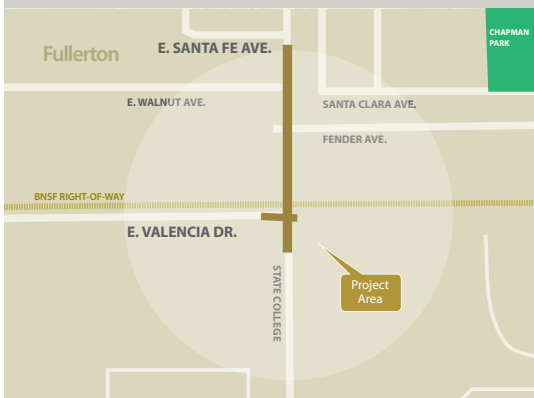 CHAPMAN
PARK
Fullerton
E. SANTA FE AVE.
E. WALNUT AVE.
SANTA CLARA AVE.
FENDER AVE.
BNSF RIGHT-OF-WAY
E. VALENCIA DR.
STATE COLLEGE
Project
Area